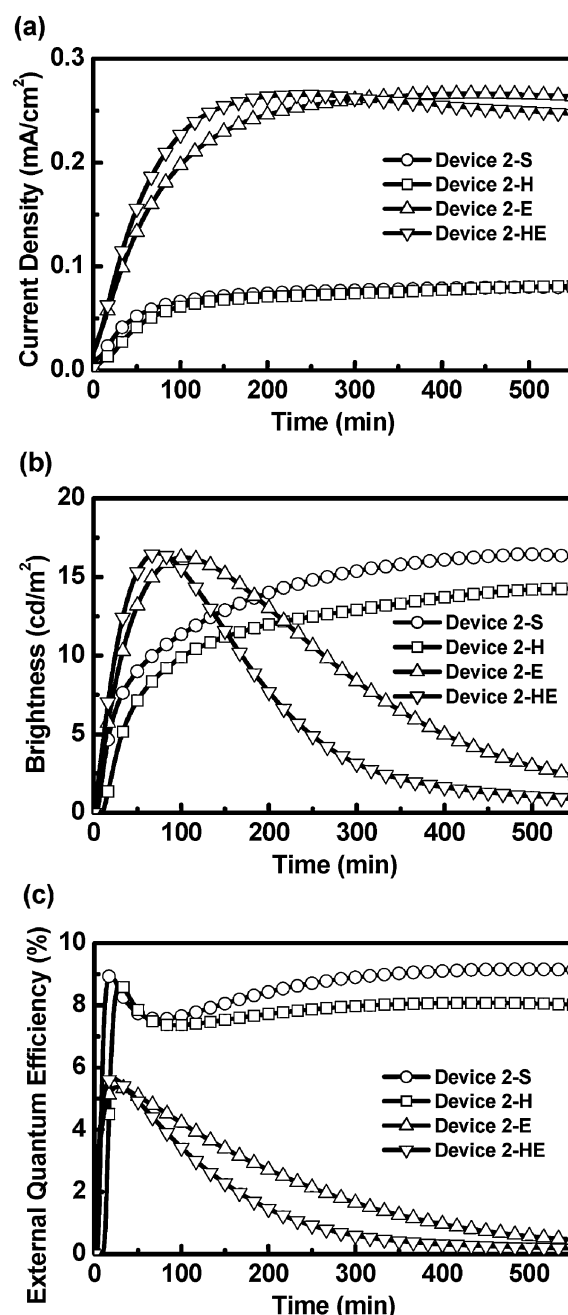 (a)
Current Density (mA/cm²)
0.3
0.2
0.1
0.0
Device 2-S
Device 2-H
Device 2-E
Device 2-HE
0 100 200 300 400 500
Time (min)
(b)
Brightness (cd/m²)
20
15
10
5
0
Device 2-S
Device 2-H
Device 2-E
Device 2-HE
0 100 200 300 400 500
Time (min)
(c)
External Quantum Efficiency (%)
10
8
6
4
2
0
Device 2-S
Device 2-H
Device 2-E
Device 2-HE
0 100 200 300 400 500
Time (min)